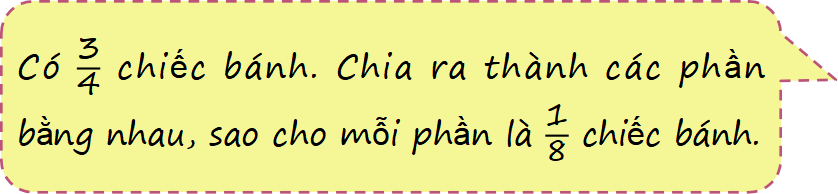 Có 3/4 chiếc bánh. Chia ra thành các phần
bằng nhau, sao cho mỗi phần là 1/8 chiếc bánh.